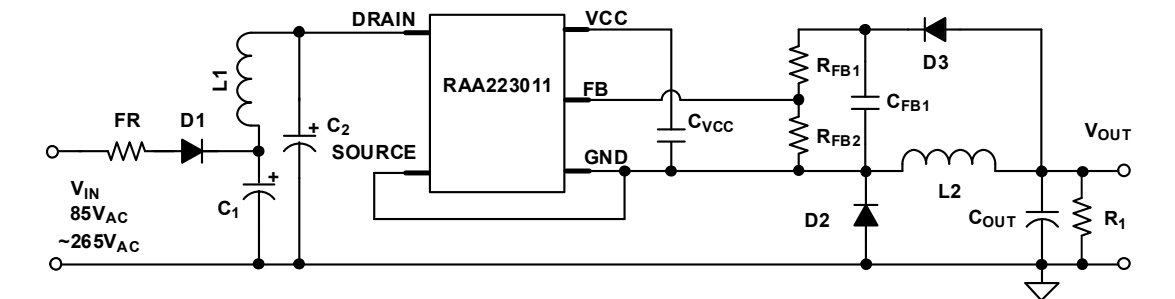 DRAIN
VCC
L1
RAA223011
RFB1
D3
FB
CFB1
FR
D1
C2
CVCC
RFB2
VOUT
SOURCE
GND
VIN
85VAC
~265VAC
C1
L2
D2
COUT
R1